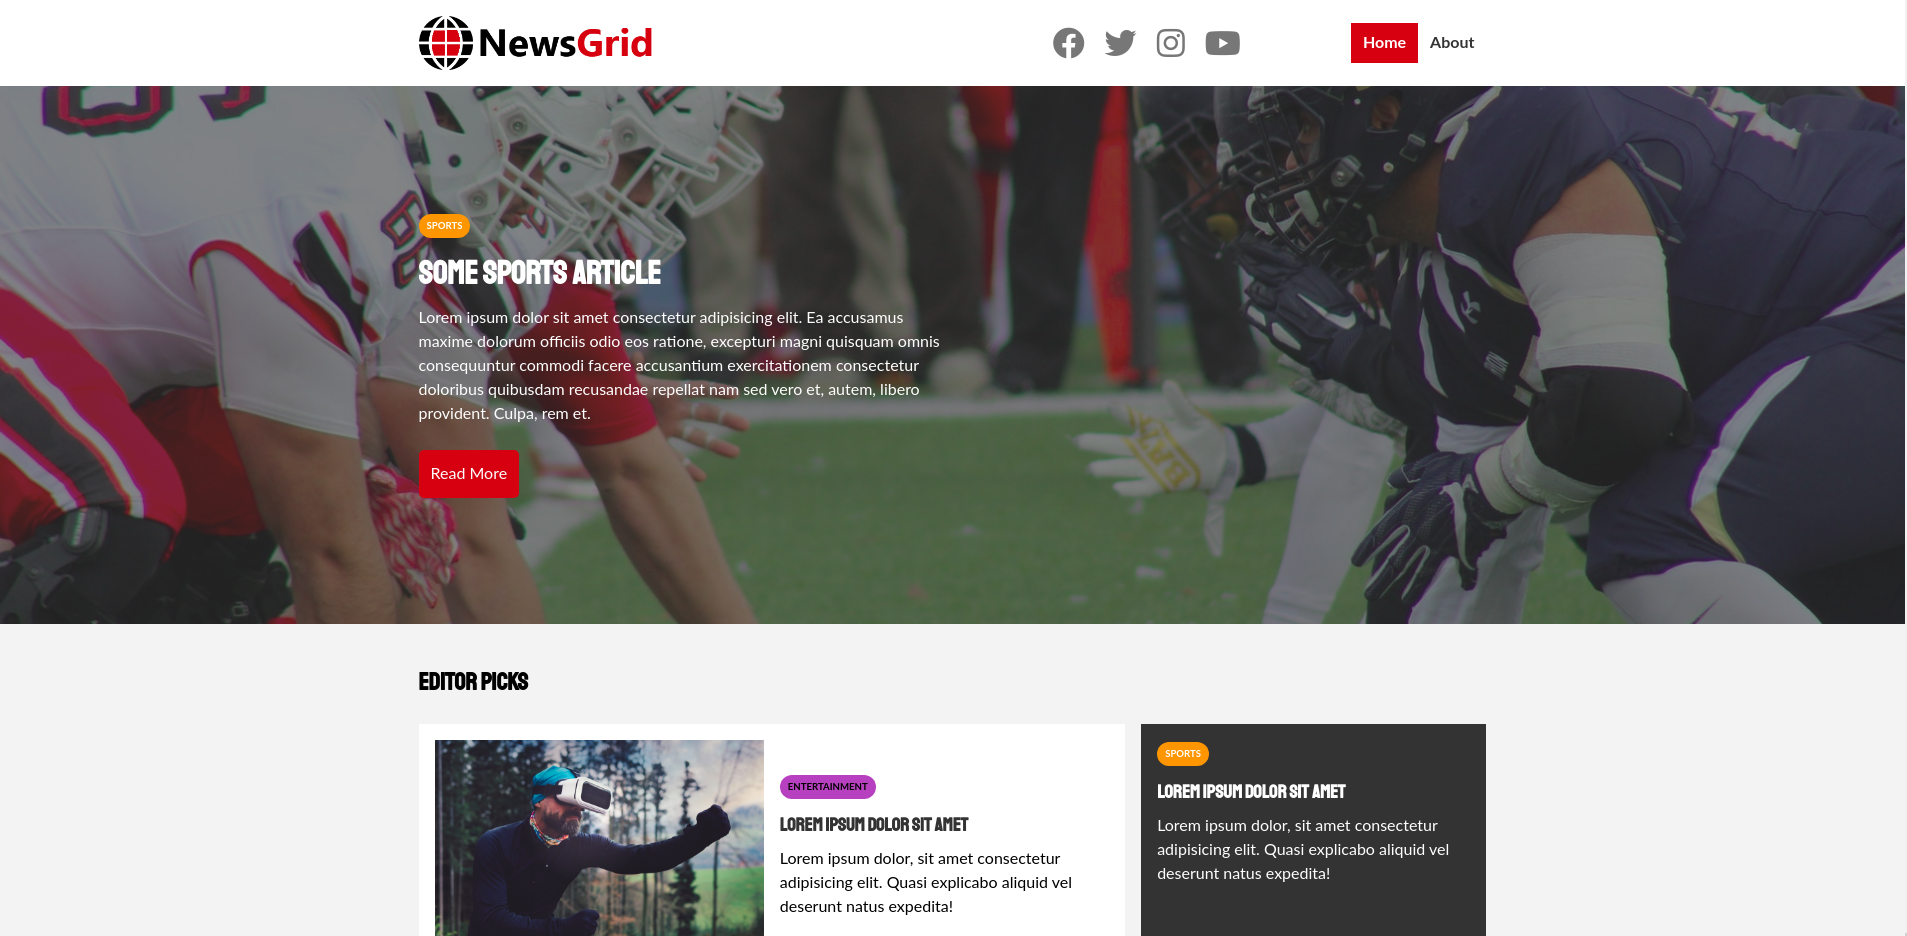 NewsGrid
Home
About
SPORTS
SOME SPORTS ARTICLE
Lorem ipsum dolor sit amet consectetur adipisicing elit. Ea accusamus
maxime dolorum officiis odio eos ratione, excepturi magni quisquam omnis
consequuntur commodi facere accusantium exercitationem consectetur
doloribus quibusdam recusandae repellat nam sed vero et, autem, libero
provident. Culpa, rem et.
Read More
EDITOR PICKS
ENTERTAINMENT
LOREM IPSUM DOLOR SIT AMET
Lorem ipsum dolor, sit amet consectetur
adipisicing elit. Quasi explicabo aliquid vel
deserunt natus expedita!
SPORTS
LOREM IPSUM DOLOR SIT AMET
Lorem ipsum dolor, sit amet consectetur
adipisicing elit. Quasi explicabo aliquid vel
deserunt natus expedita!